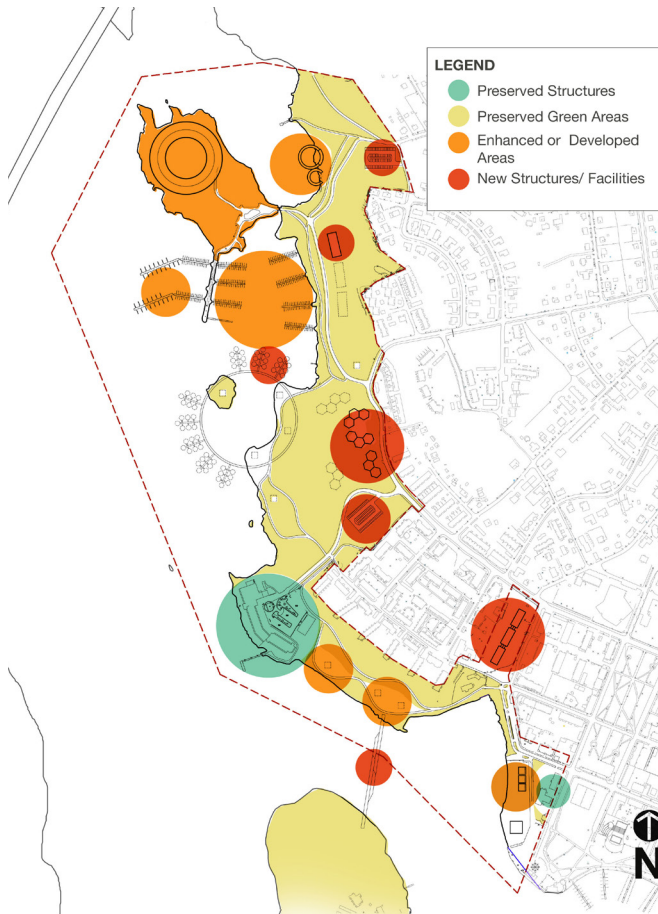 LEGEND
Preserved Structures
Preserved Green Areas
Enhanced or Developed
Areas
New Structures/ Facilities
N